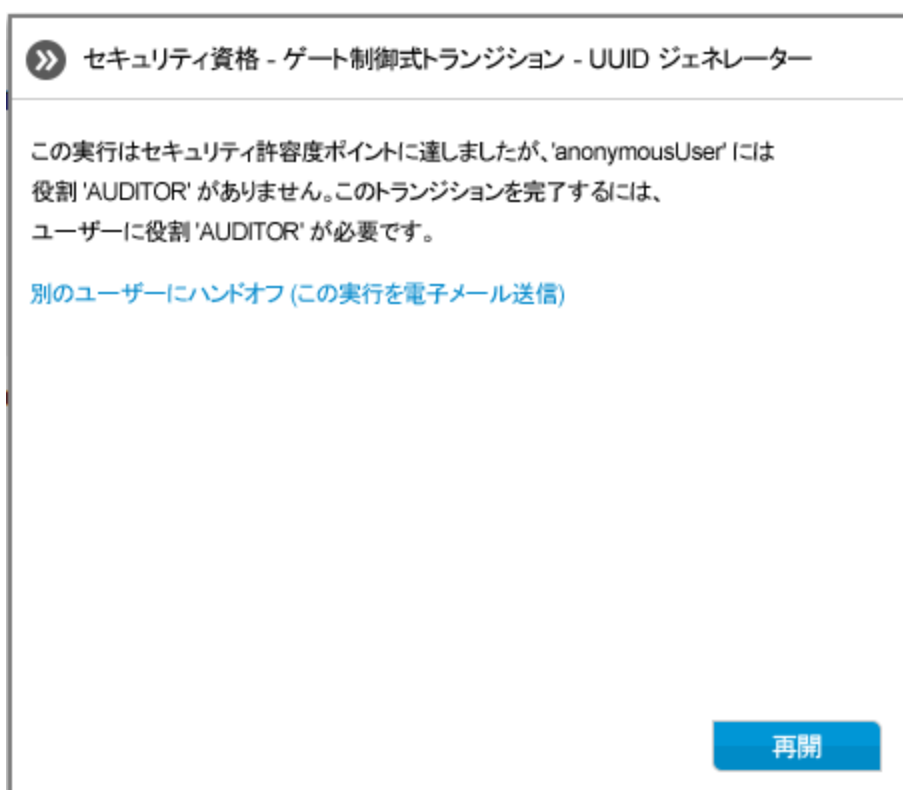 セキュリティ資格 - ゲート制御式トランジション - UUID ジェネレーター
この実行はセキュリティ許容度ポイントに達しましたが、'anonymousUser' には
役割 'AUDITOR' がありません。このトランジションを完了するには、
ユーザーに役割 'AUDITOR' が必要です。
別のユーザーにハンドオフ (この実行を電子メール送信)
再開